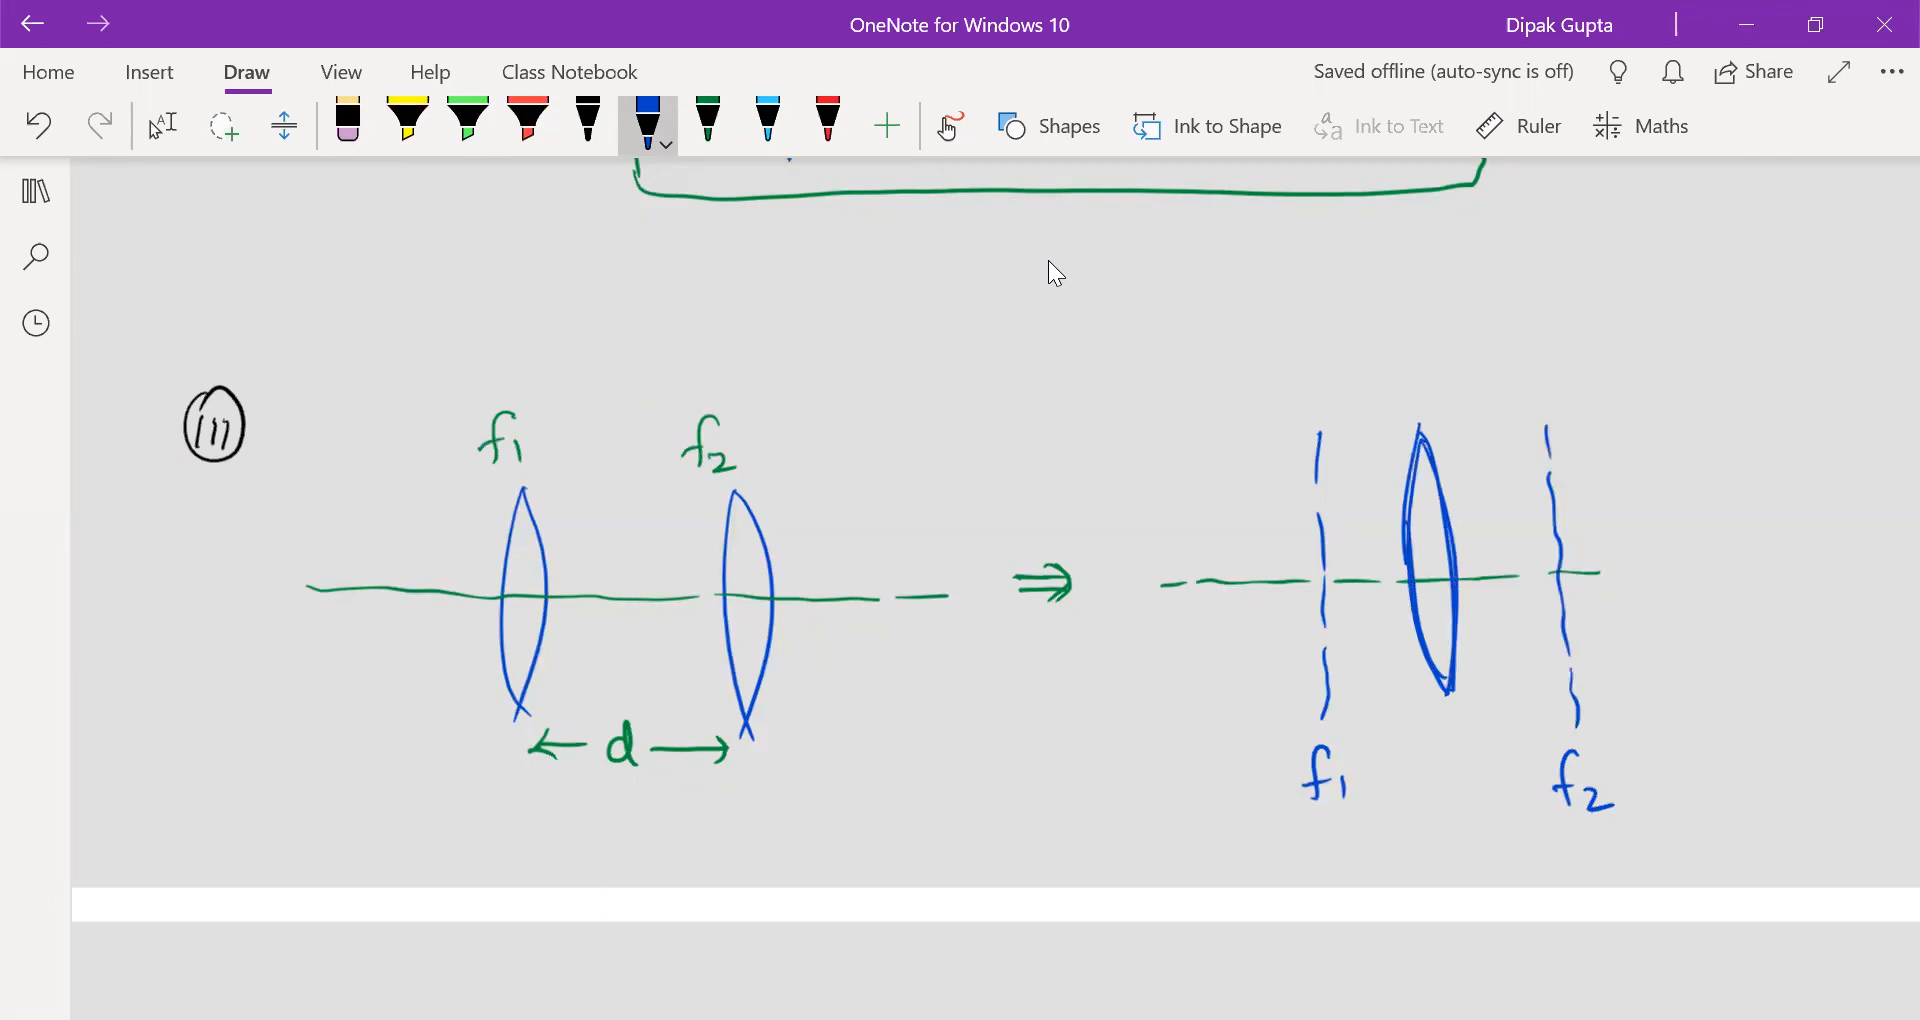 OneNote for Windows 10
Dipak Gupta
Home Insert Draw View Help Class Notebook
Saved offline (auto-sync is off) Share
Shapes Ink to Shape Ink to Text Ruler Maths
(iii)
f1 f2
d
⇒
f1 f2